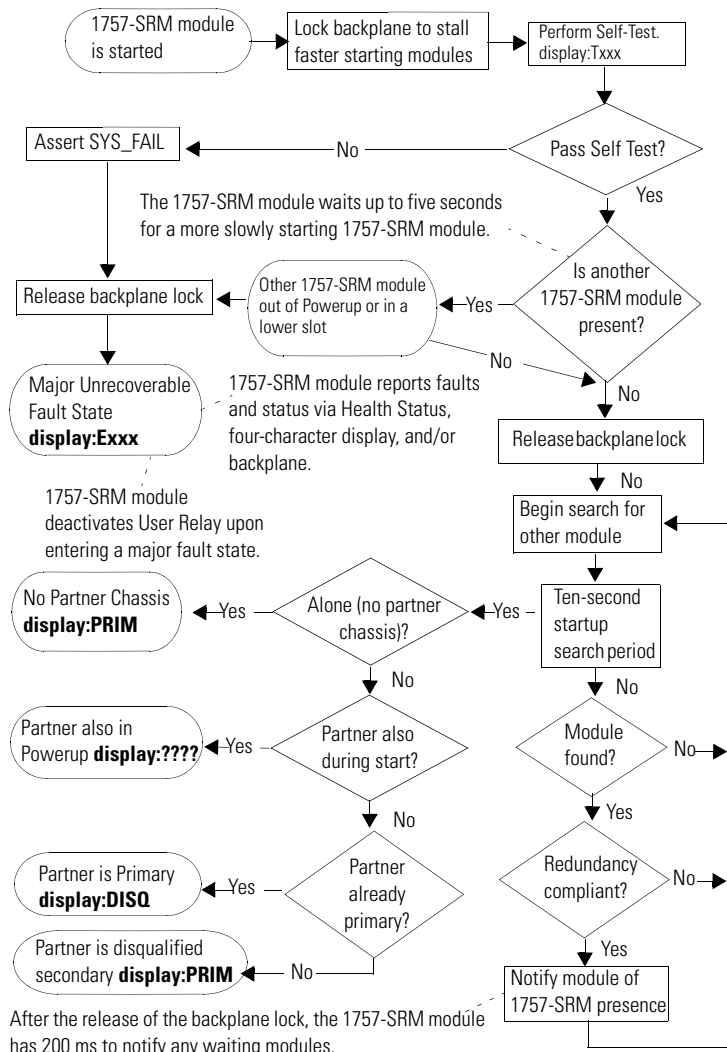 1757-SRM module
is started
Lock backplane to stall
faster starting modules
Perform Self-Test.
display:Txxx
Assert SYS_FAIL
No
Pass Self Test?
Yes
The 1757-SRM module waits up to five seconds
for a more slowly starting 1757-SRM module.
Is another
1757-SRM module
present?
Release backplane lock
Other 1757-SRM module
out of Powerup or in a
lower slot
Yes
No
No
Major Unrecoverable
Fault State
display:Exxx
1757-SRM module reports faults
and status via Health Status,
four-character display, and/or
backplane.
Release backplane lock
No
1757-SRM module
deactivates User Relay upon
entering a major fault state.
Begin search for
other module
No Partner Chassis
display:PRIM
Yes
Alone (no partner
chassis)?
Yes
Ten-second
startup
search period
No
No
Partner also in
Powerup display:????
Yes
Partner also
during start?
Module
found?
No
No
Yes
Partner is Primary
display:DISQ
Yes
Partner
already
primary?
Redundancy
compliant?
No
Partner is disqualified
secondary display:PRIM
No
Yes
Notify module of
1757-SRM presence
After the release of the backplane lock, the 1757-SRM module
has 200 ms to notify any waiting modules.